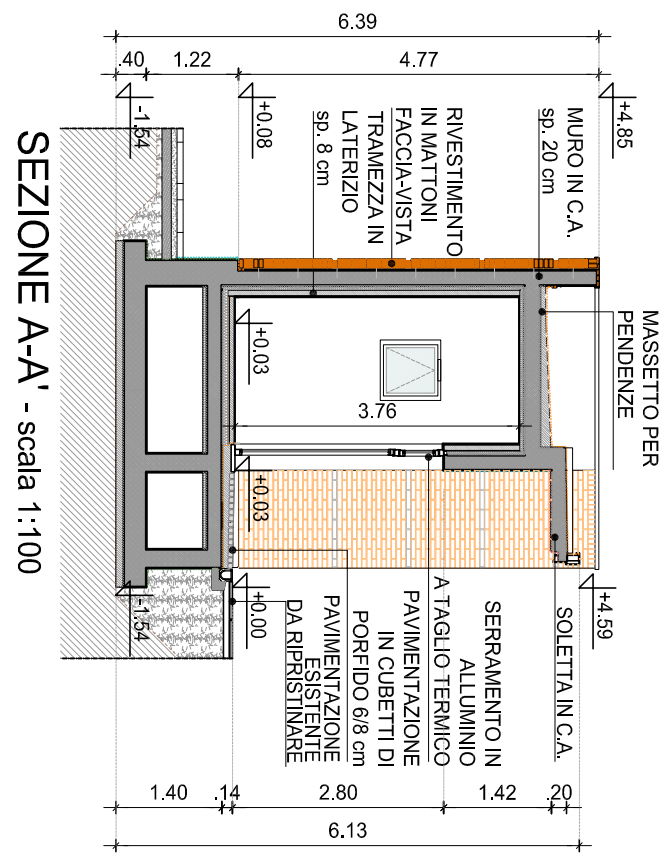 6.39
.40
1.22
4.77
-1.54
+0.08
+4.85
RIVESTIMENTO
IN MATTONI
FACCIA-VISTA
TRAMEZZA IN
LATERIZIO
sp. 8 cm
MURO IN C.A.
sp. 20 cm
MASSETTO PER
PENDENZE
+0.03
3.76
+0.03
+0.00
-1.54
+4.59
SOLETTA IN C.A.
SERRAMENTO IN
ALLUMINIO
A TAGLIO TERMICO
PAVIMENTAZIONE
IN CUBETTI DI
PORFIDO 6/8 cm
PAVIMENTAZIONE
ESISTENTE
DA RIPRISTINARE
1.40
.14
2.80
1.42
.20
6.13
SEZIONE A-A' - scala 1:100